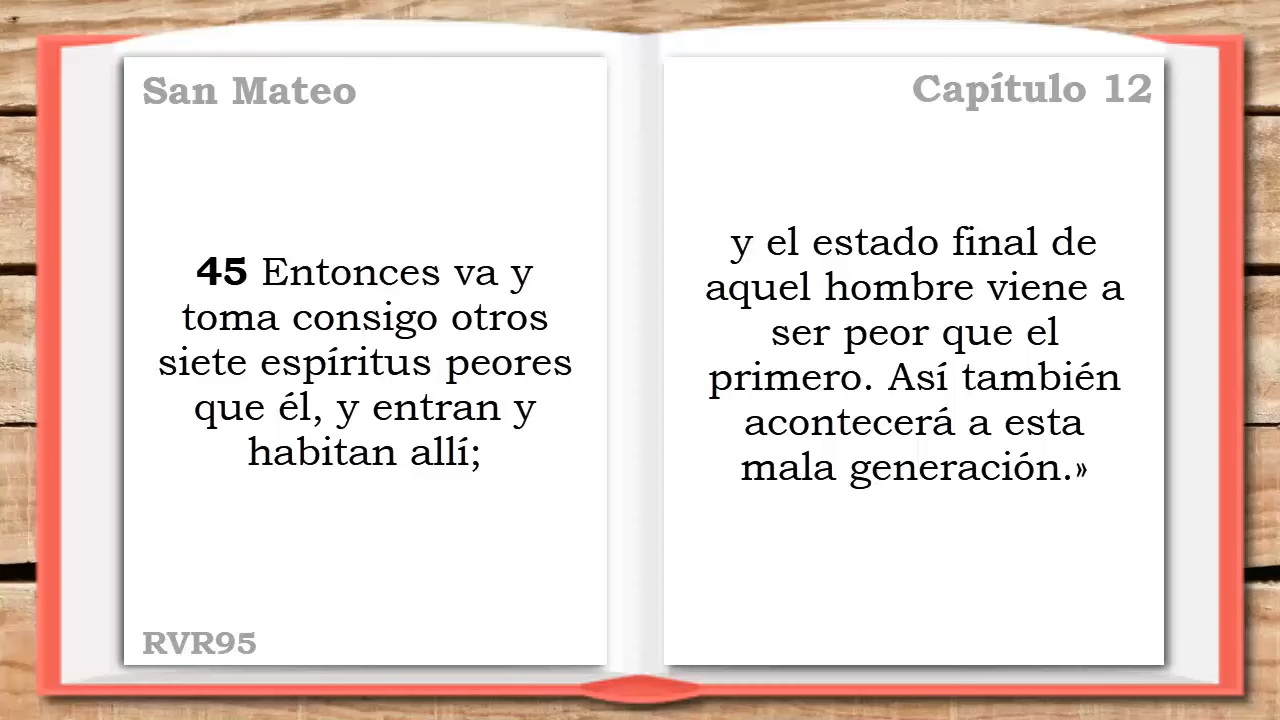 San Mateo
45 Entonces va y
toma consigo otros
siete espíritus peores
que él, y entran y
habitan allí;
RVR95
Capítulo 12
y el estado final de
aquel hombre viene a
ser peor que el
primero. Así también
acontecerá a esta
mala generación.»